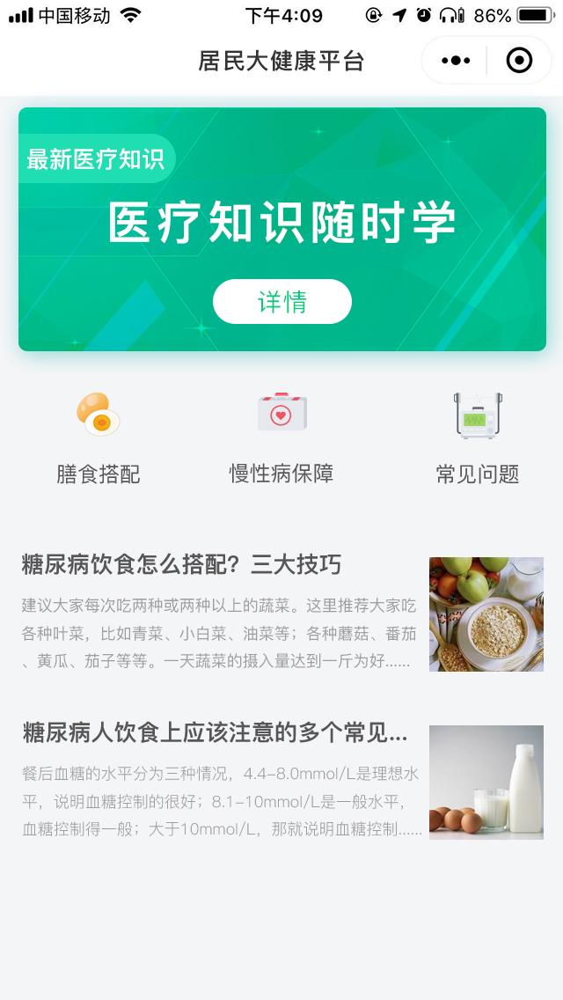 中国移动 下午4:09 86%
居民大健康平台
最新医疗知识
医疗知识随时学
详情
膳食搭配 慢性病保障 常见问题
糖尿病饮食怎么搭配？三大技巧
建议大家每次吃两种或两种以上的蔬菜。这里推荐大家吃
各种叶菜，比如青菜、小白菜、油菜等；各种蘑菇、番茄
、黄瓜、茄子等等。一天蔬菜的摄入量达到一斤为好......
糖尿病人饮食上应该注意的多个常见...
餐后血糖的水平分为三种情况，4.4-8.0mmol/L是理想水
平，说明血糖控制的很好；8.1-10mmol/L是一般水平，
血糖控制得一般；大于10mmol/L，那就说明血糖控制......